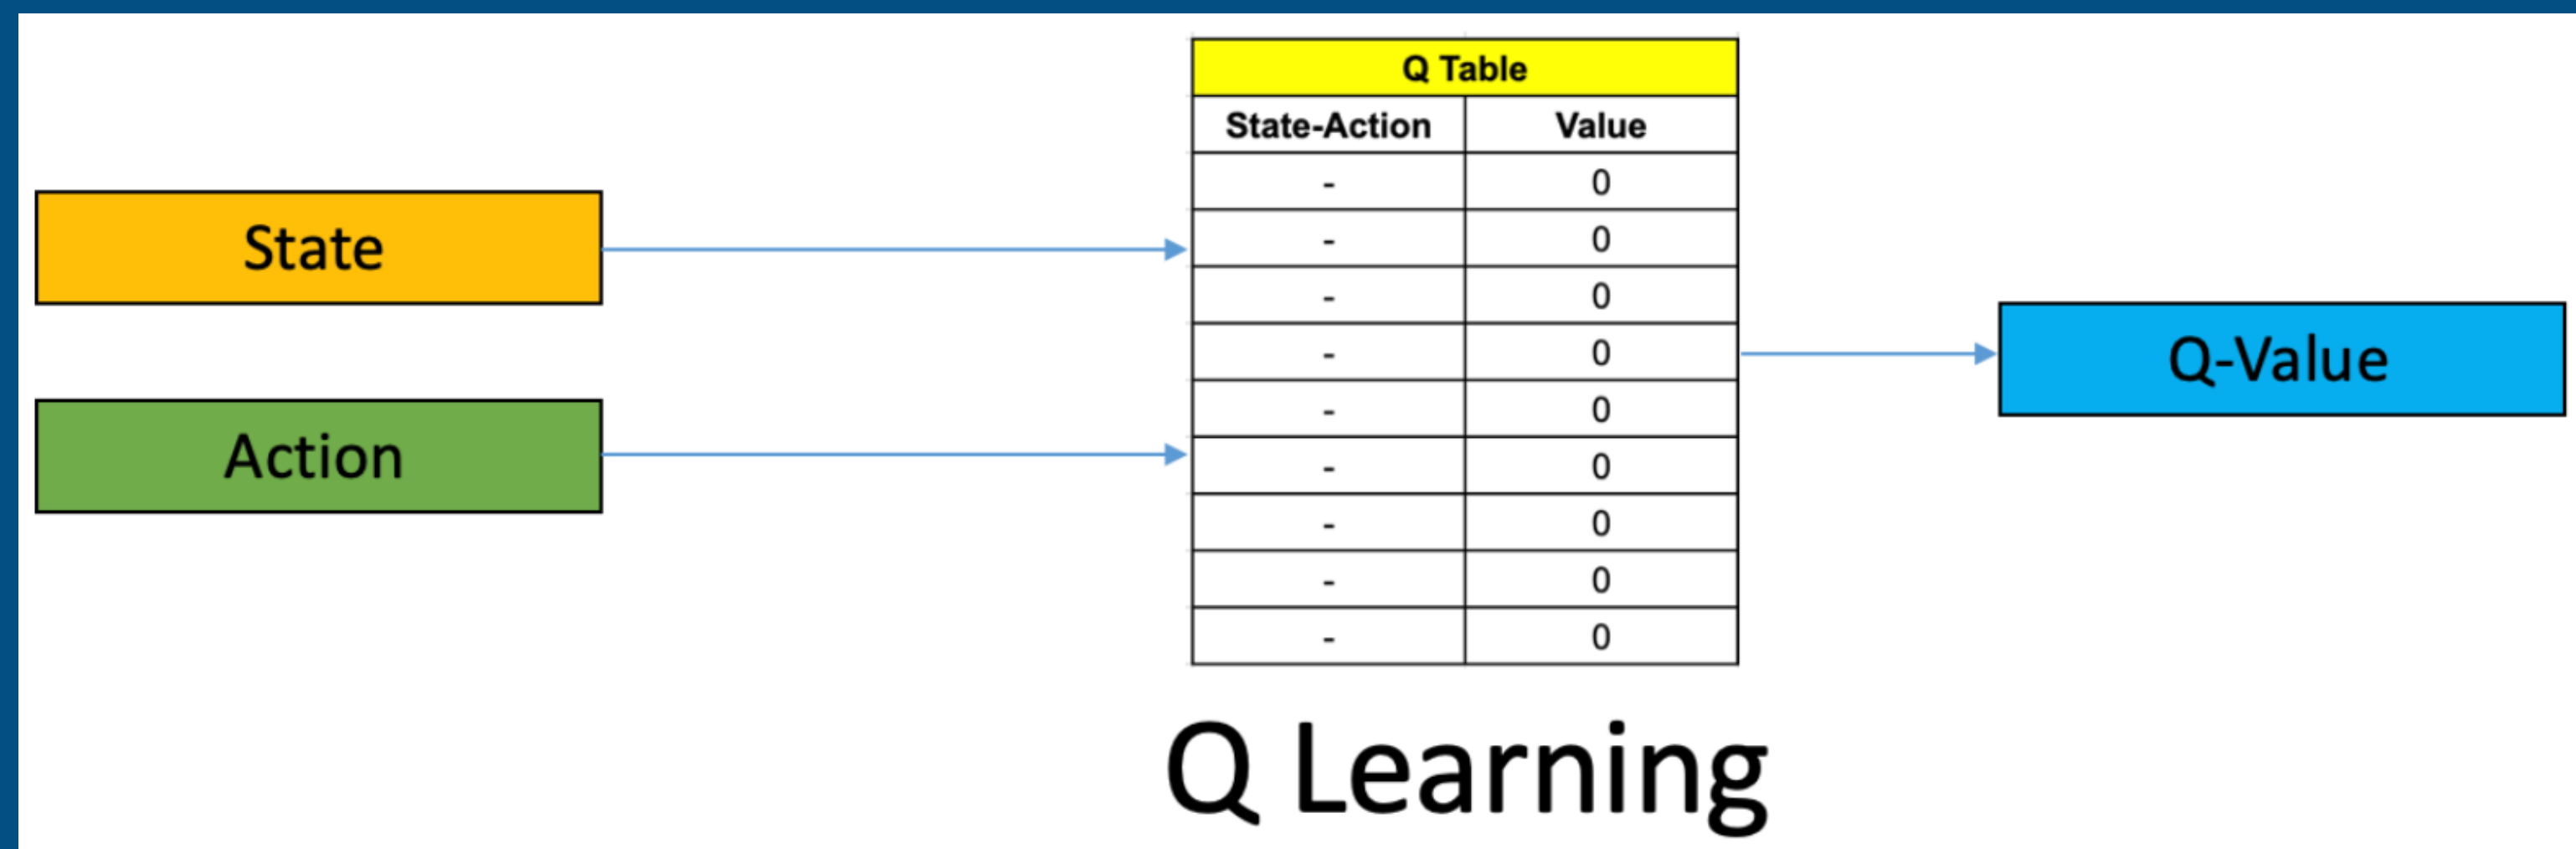 Q Table
State-Action Value
- 0
- 0
- 0
- 0
- 0
- 0
- 0
- 0
- 0
State
Action
Q-Value
Q Learning